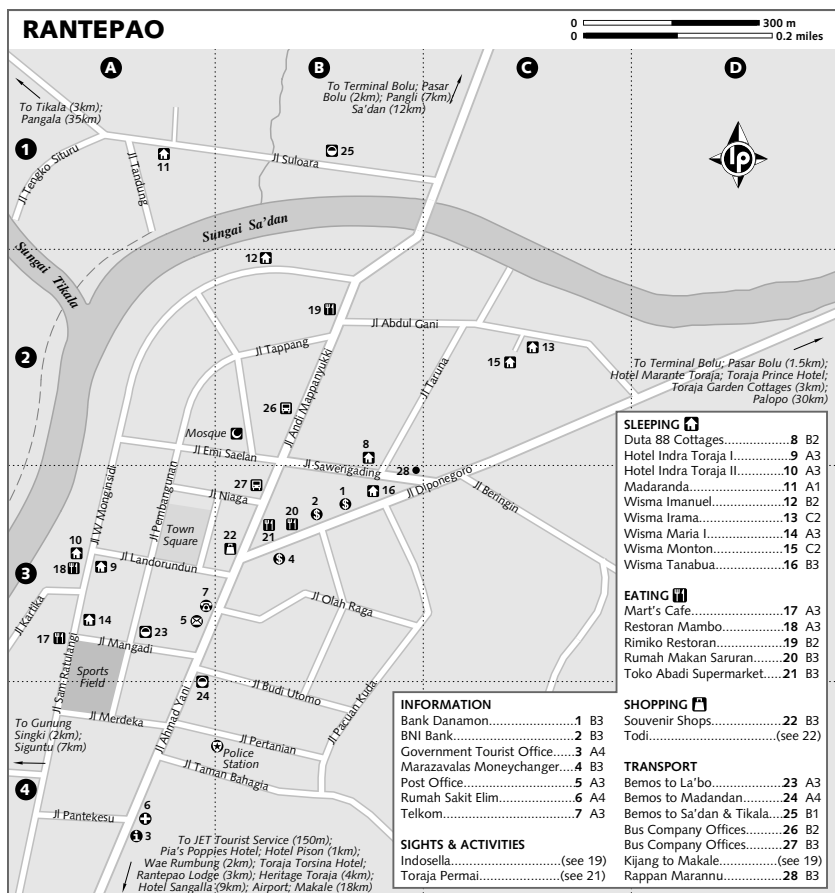 RANTEPAO
0 300 m
0 0.2 miles
A
B
C
D
To Tikala (3km);
Pangala (35km)
To Terminal Bolu; Pasar
Bolu (2km); Pangli (7km)
Sa'dan (12km)
1
11
25
Jl Suloara
Jl Tengko Situru
Jl Tandung
lp
Sungai Sa'dan
Sungai Tikala
12
19
Jl Abdul Gani
2
Jl Tappang
13
15
Jl Taruna
To Terminal Bolu; Pasar Bolu (1.5km);
Hotel Marante Toraja; Toraja Prince Hotel;
Toraja Garden Cottages (3km);
Palopo (30km)
Jl Andi Mappanyukki
26
Mosque
8
Jl Emi Saelan
Jl Sawerigading
28
Jl Diponegoro
27
1
16
Jl Beringin
Jl W. Monginsidi
Jl Pembangunan
Jl Niaga
2
20
21
22
Town
Square
10
4
3
18
9
Jl Landorundun
7
Jl Olah Raga
Jl Kartika
14
5
17
23
Jl Mangadi
Jl Sam Ratulangi
Sports
Field
24
Jl Budi Utomo
Jl Pacuan Kuda
Jl Merdeka
Jl Ahmad Yani
Jl Pertanian
To Gunung
Singki (2km);
Siguntu (7km)
Police
Station
Jl Taman Bahagia
4
Jl Pantekesu
6
3
To JET Tourist Service (150m);
Pia's Poppies Hotel; Hotel Pison (1km);
Wae Rumbung (2km); Toraja Torsina Hotel;
Rantepao Lodge (3km); Heritage Toraja (4km);
Hotel Sangalla (9km); Airport; Makale (18km)
INFORMATION
Bank Danamon 1 B3
BNI Bank 2 B3
Government Tourist Office 3 A4
Marazavalas Moneychanger 4 B3
Post Office 5 A3
Rumah Sakit Elim 6 A4
Telkom 7 A3
SIGHTS & ACTIVITIES
Indosella (see 19)
Toraja Permai (see 21)
SLEEPING
Duta 88 Cottages 8 B2
Hotel Indra Toraja I 9 A3
Hotel Indra Toraja II 10 A3
Madaranda 11 A1
Wisma Imanuel 12 B2
Wisma Irama 13 C2
Wisma Maria I 14 A3
Wisma Monton 15 C2
Wisma Tanabua 16 B3
EATING
Mart's Cafe 17 A3
Restoran Mambo 18 A3
Rimiko Restoran 19 B2
Rumah Makan Saruran 20 B3
Toko Abadi Supermarket 21 B3
SHOPPING
Souvenir Shops 22 B3
Todi (see 22)
TRANSPORT
Bemos to La'bo 23 A3
Bemos to Madandan 24 A4
Bemos to Sa'dan & Tikala 25 B1
Bus Company Offices 26 B2
Bus Company Offices 27 B3
Kijang to Makale (see 19)
Rappan Marannu 28 B3